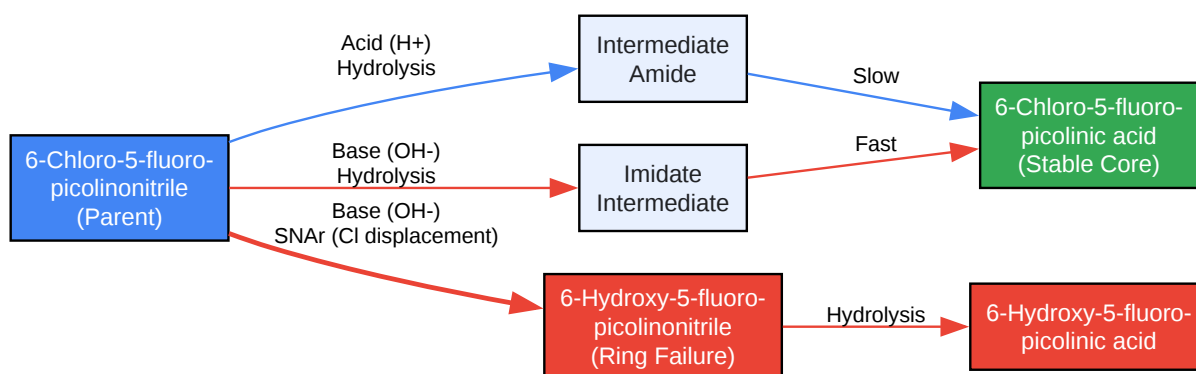 Acid (H+)
Hydrolysis
Intermediate
Amide
Slow
6-Chloro-5-fluoro-
picolinic acid
(Stable Core)
6-Chloro-5-fluoro-
picolinonitrile
(Parent)
Base (OH-)
Hydrolysis
Imidate
Intermediate
Fast
Base (OH-)
SNAr (Cl displacement)
6-Hydroxy-5-fluoro-
picolinonitrile
(Ring Failure)
Hydrolysis
6-Hydroxy-5-fluoro-
picolinic acid